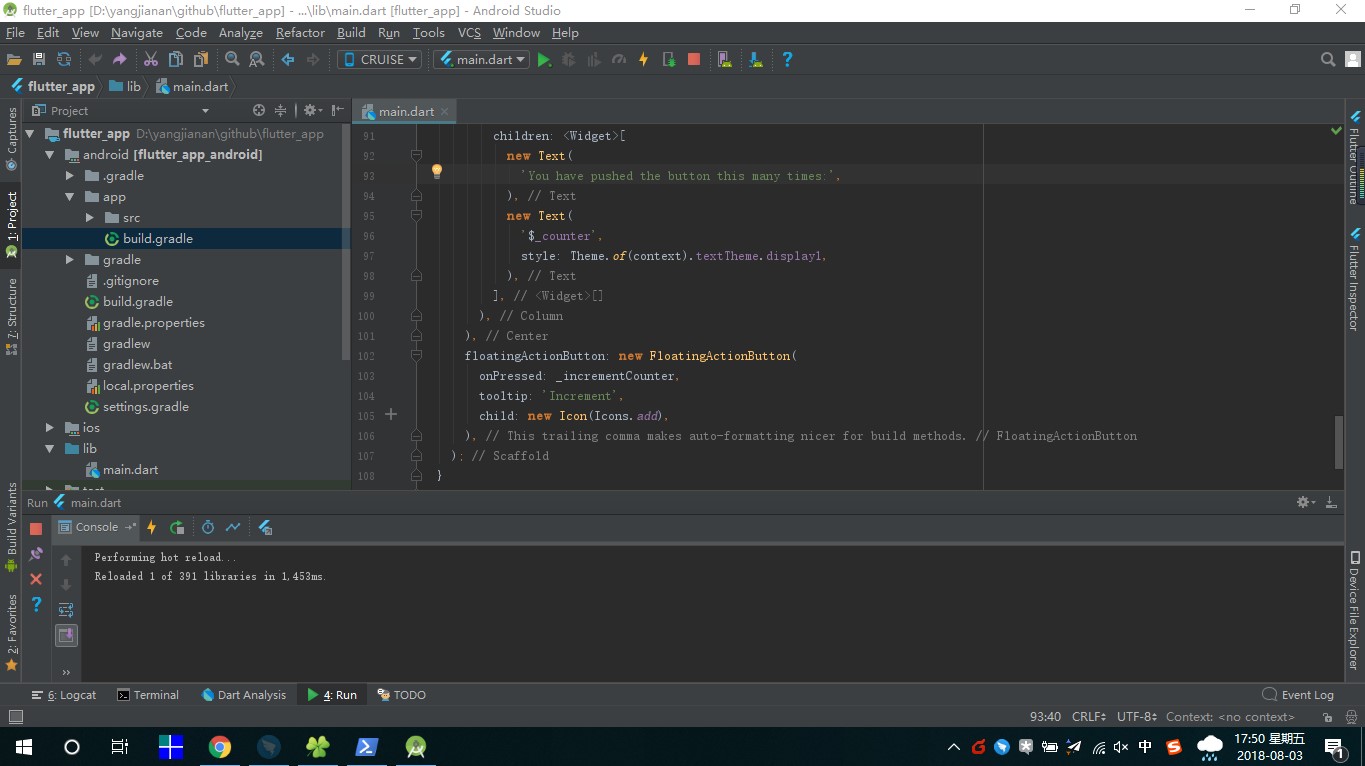 flutter_app [D:\yangjianan\github\flutter_app] - ...\lib\main.dart [flutter_app] - Android Studio
File Edit View Navigate Code Analyze Refactor Build Run Tools VCS Window Help
CRUISE main.dart
flutter_app lib main.dart
Project
main.dart
Captures
1: Project
7: Structure
Build Variants
2: Favorites
flutter_app D:\yangjianan\github\flutter_app
android [flutter_app_android]
.gradle
app
src
build.gradle
gradle
.gitignore
build.gradle
gradle.properties
gradlew
gradlew.bat
local.properties
settings.gradle
ios
lib
main.dart
test
91 children: <Widget>[
92 new Text(
93 'You have pushed the button this many times:',
94 ), // Text
95 new Text(
96 '$_counter',
97 style: Theme.of(context).textTheme.display1,
98 ), // Text
99 ], // <Widget>[]
100 ), // Column
101 ), // Center
102 floatingActionButton: new FloatingActionButton(
103 onPressed: _incrementCounter,
104 tooltip: 'Increment',
105 child: new Icon(Icons.add),
106 ), // This trailing comma makes auto-formatting nicer for build methods. // FloatingActionButton
107 ); // Scaffold
108 }
Flutter Outline
Flutter Inspector
Device File Explorer
Run main.dart
Console
Performing hot reload...
Reloaded 1 of 391 libraries in 1,453ms.
6: Logcat Terminal Dart Analysis 4: Run TODO Event Log
93:40 CRLF UTF-8 Context: <no context>
中 17:50 星期五
2018-08-03
1